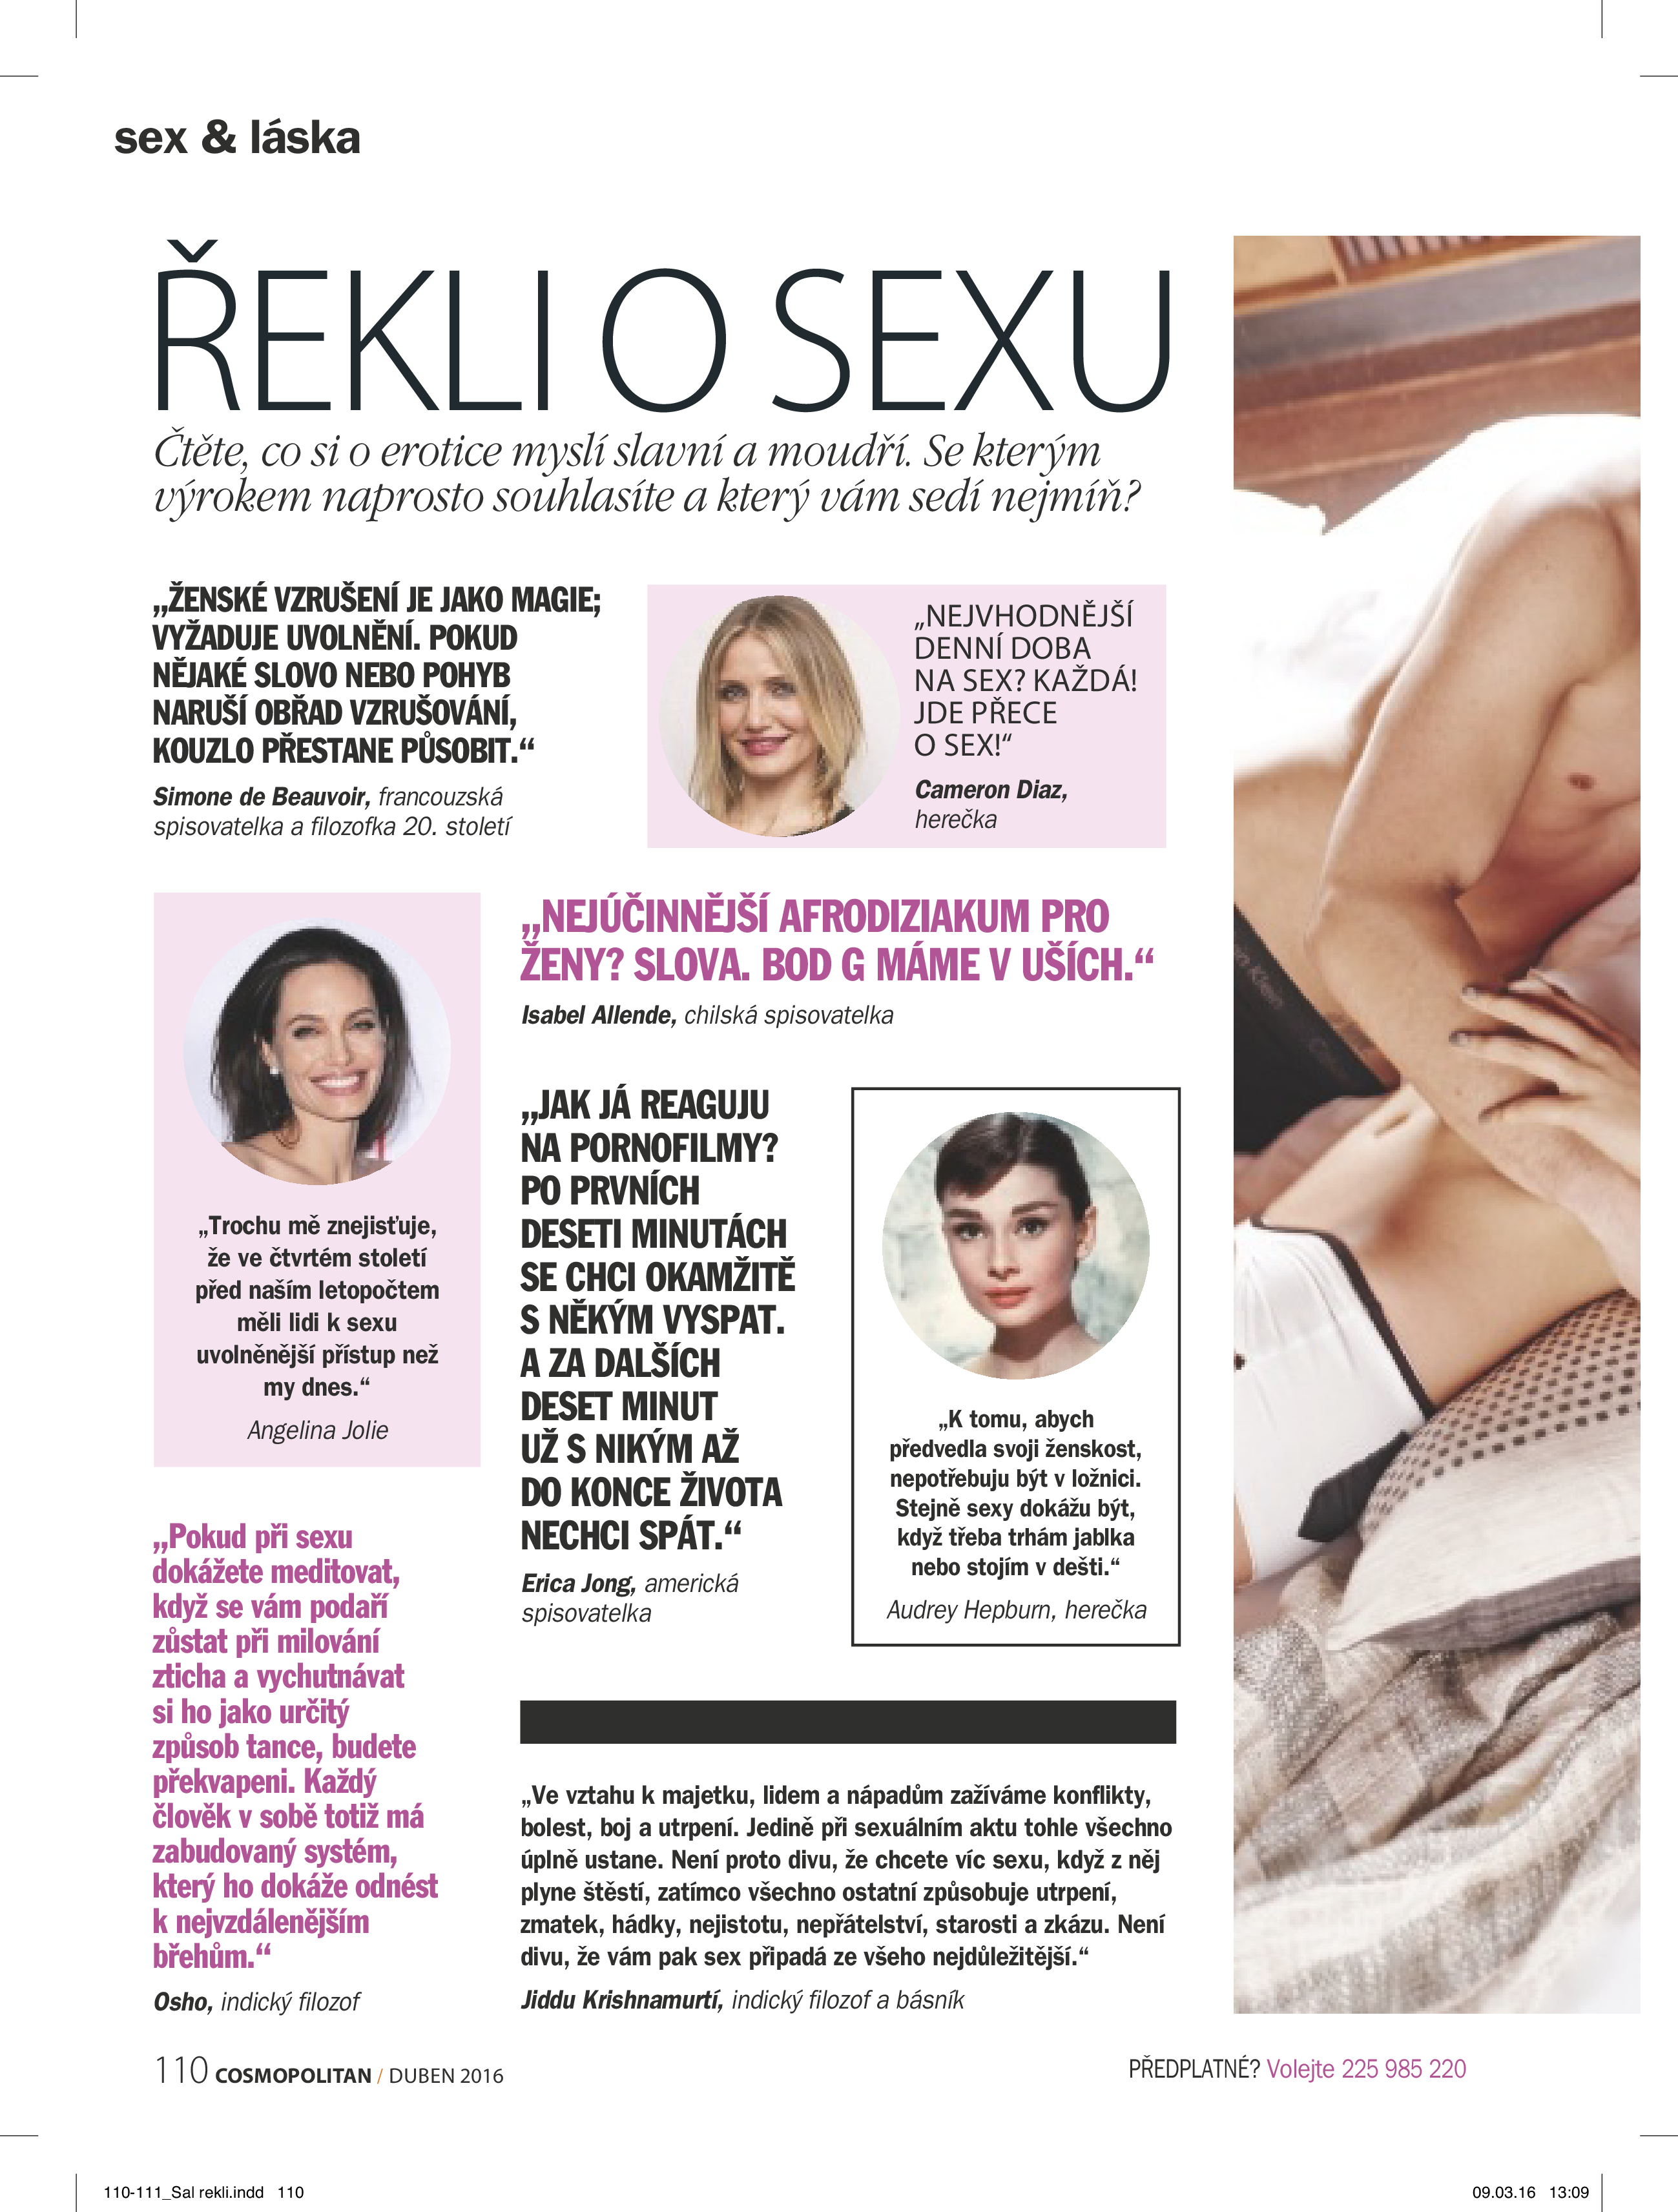 sex & láska
ŘEKLI O SEXU
Čtěte, co si o erotice myslí slavní a moudří. Se kterým
výrokem naprosto souhlasíte a který vám sedí nejmíň?
„ŽENSKÉ VZRUŠENÍ JE JAKO MAGIE;
VYŽADUJE UVOLNĚNÍ. POKUD
NĚJAKÉ SLOVO NEBO POHYB
NARUŠÍ OBŘAD VZRUŠOVÁNÍ,
KOUZLO PŘESTANE PŮSOBIT.“
Simone de Beauvoir, francouzská
spisovatelka a filozofka 20. století
„NEJVHODNĚJŠÍ
DENNÍ DOBA
NA SEX? KAŽDÁ!
JDE PŘECE
O SEX!“
Cameron Diaz,
herečka
„Trochu mě znejisťuje,
že ve čtvrtém století
před naším letopočtem
měli lidi k sexu
uvolněnější přístup než
my dnes.“
Angelina Jolie
„NEJÚČINNĚJŠÍ AFRODIZIAKUM PRO
ŽENY? SLOVA. BOD G MÁME V UŠÍCH.“
Isabel Allende, chilská spisovatelka
„JAK JÁ REAGUJU
NA PORNOFILMY?
PO PRVNÍCH
DESETI MINUTÁCH
SE CHCI OKAMŽITĚ
S NĚKÝM VYSPAT.
A ZA DALŠÍCH
DESET MINUT
UŽ S NIKÝM AŽ
DO KONCE ŽIVOTA
NECHCI SPÁT.“
Erica Jong, americká
spisovatelka
„K tomu, abych
předvedla svoji ženskost,
nepotřebuju být v ložnici.
Stejně sexy dokážu být,
když třeba trhám jablka
nebo stojím v dešti.“
Audrey Hepburn, herečka
„Pokud při sexu
dokážete meditovat,
když se vám podaří
zůstat při milování
zticha a vychutnávat
si ho jako určitý
způsob tance, budete
překvapeni. Každý
člověk v sobě totiž má
zabudovaný systém,
který ho dokáže odnést
k nejvzdálenějším
břehům.“
Osho, indický filozof
„Ve vztahu k majetku, lidem a nápadům zažíváme konflikty,
bolest, boj a utrpení. Jedině při sexuálním aktu tohle všechno
úplně ustane. Není proto divu, že chcete víc sexu, když z něj
plyne štěstí, zatímco všechno ostatní způsobuje utrpení,
zmatek, hádky, nejistotu, nepřátelství, starosti a zkázu. Není
divu, že vám pak sex připadá ze všeho nejdůležitější.“
Jiddu Krishnamurtí, indický filozof a básník
110 COSMOPOLITAN / DUBEN 2016
PŘEDPLATNÉ? Volejte 225 985 220
110-111_Sal rekli.indd 110
09.03.16 13:09